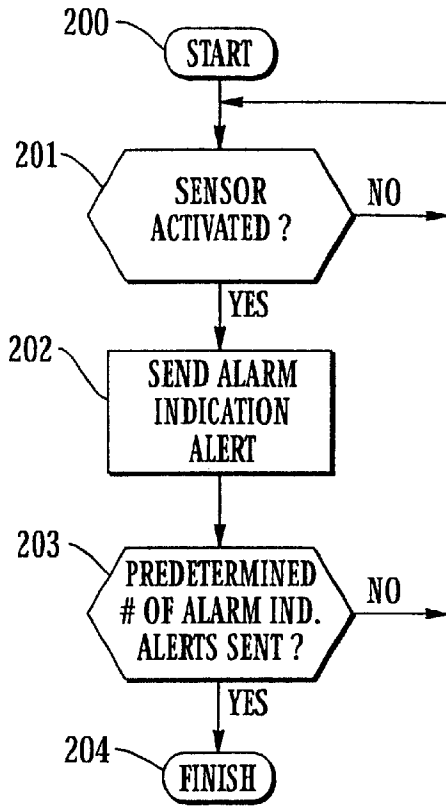 200
START
201
SENSOR
ACTIVATED ?
NO
YES
202
SEND ALARM
INDICATION
ALERT
203
PREDETERMINED
# OF ALARM IND.
ALERTS SENT ?
NO
YES
204
FINISH